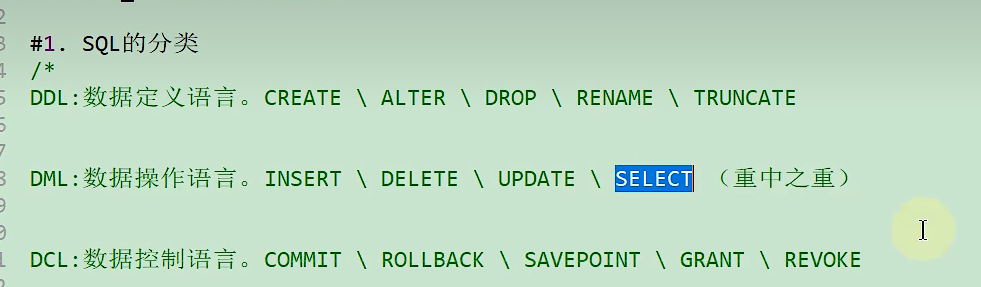 2
3 #1. SQL的分类
4 /*
5 DDL:数据定义语言。CREATE \ ALTER \ DROP \ RENAME \ TRUNCATE
6
7
8 DML:数据操作语言。INSERT \ DELETE \ UPDATE \ SELECT （重中之重）
9
0
1 DCL:数据控制语言。COMMIT \ ROLLBACK \ SAVEPOINT \ GRANT \ REVOKE
2